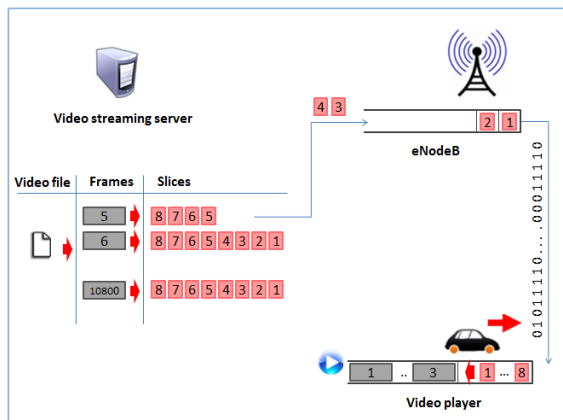 Video streaming server
4 3
2 1
eNodeB
Video file Frames Slices
5 8 7 6 5
6 8 7 6 5 4 3 2 1
10800 8 7 6 5 4 3 2 1
01011110....00011110
1 .. 3 1 ... 8
Video player